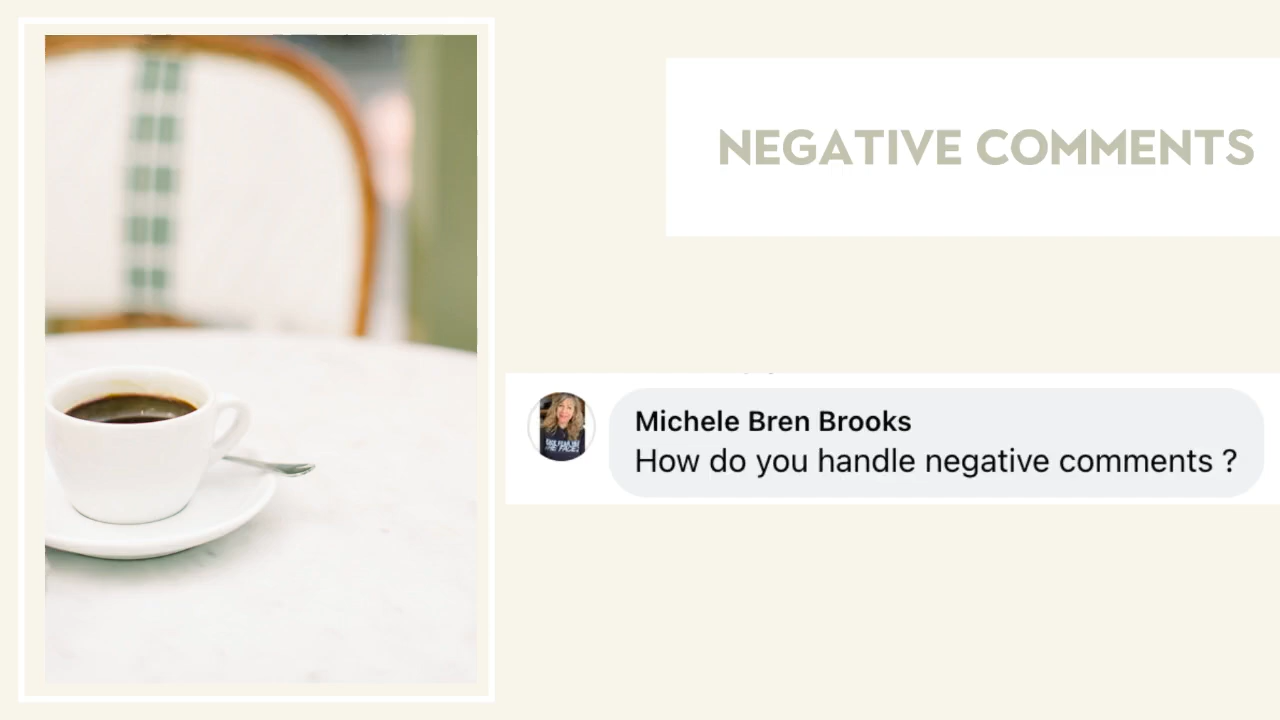 NEGATIVE COMMENTS
Michele Bren Brooks
How do you handle negative comments ?